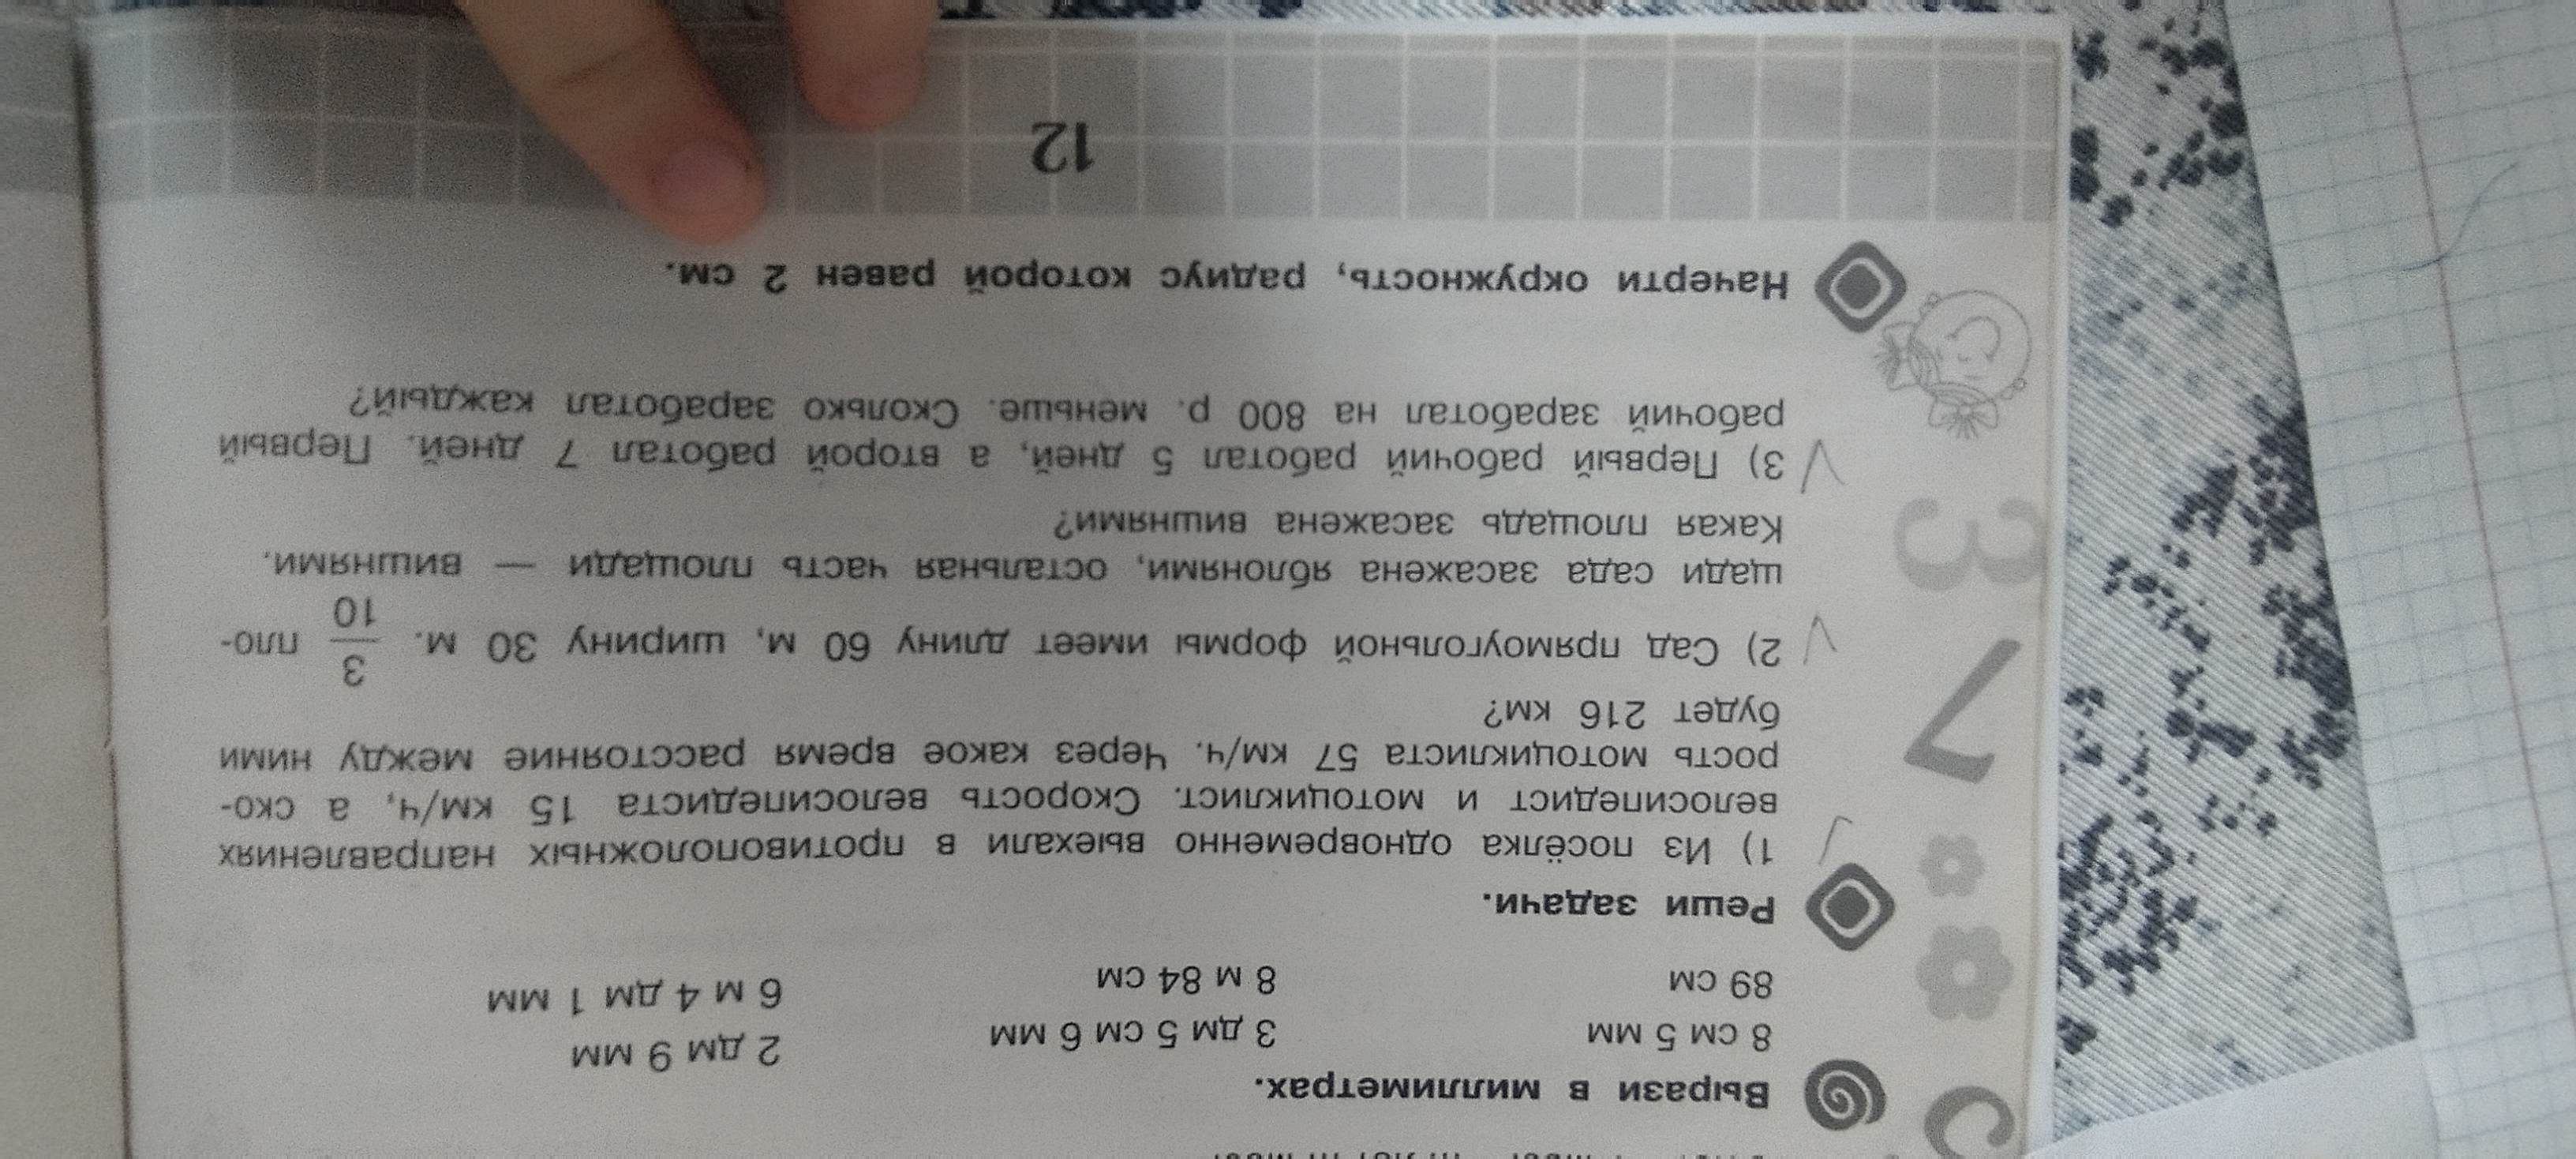 Вырази в миллиметрах.
8 см 5 мм 3 дм 5 см 6 мм 2 дм 9 мм
89 см 8 м 84 см 6 м 4 дм 1 мм
Реши задачи.
1) Из посёлка одновременно выехали в противоположных направлениях
велосипедист и мотоциклист. Скорость велосипедиста 15 км/ч, а ско-
рость мотоциклиста 57 км/ч. Через какое время расстояние между ними
будет 216 км?
2) Сад прямоугольной формы имеет длину 60 м, ширину 30 м. 3/10 пло-
щади сада засажена яблонями, остальная часть площади — вишнями.
Какая площадь засажена вишнями?
3) Первый рабочий работал 5 дней, а второй работал 7 дней. Первый
рабочий заработал на 800 р. меньше. Сколько заработал каждый?
Начерти окружность, радиус которой равен 2 см.
12